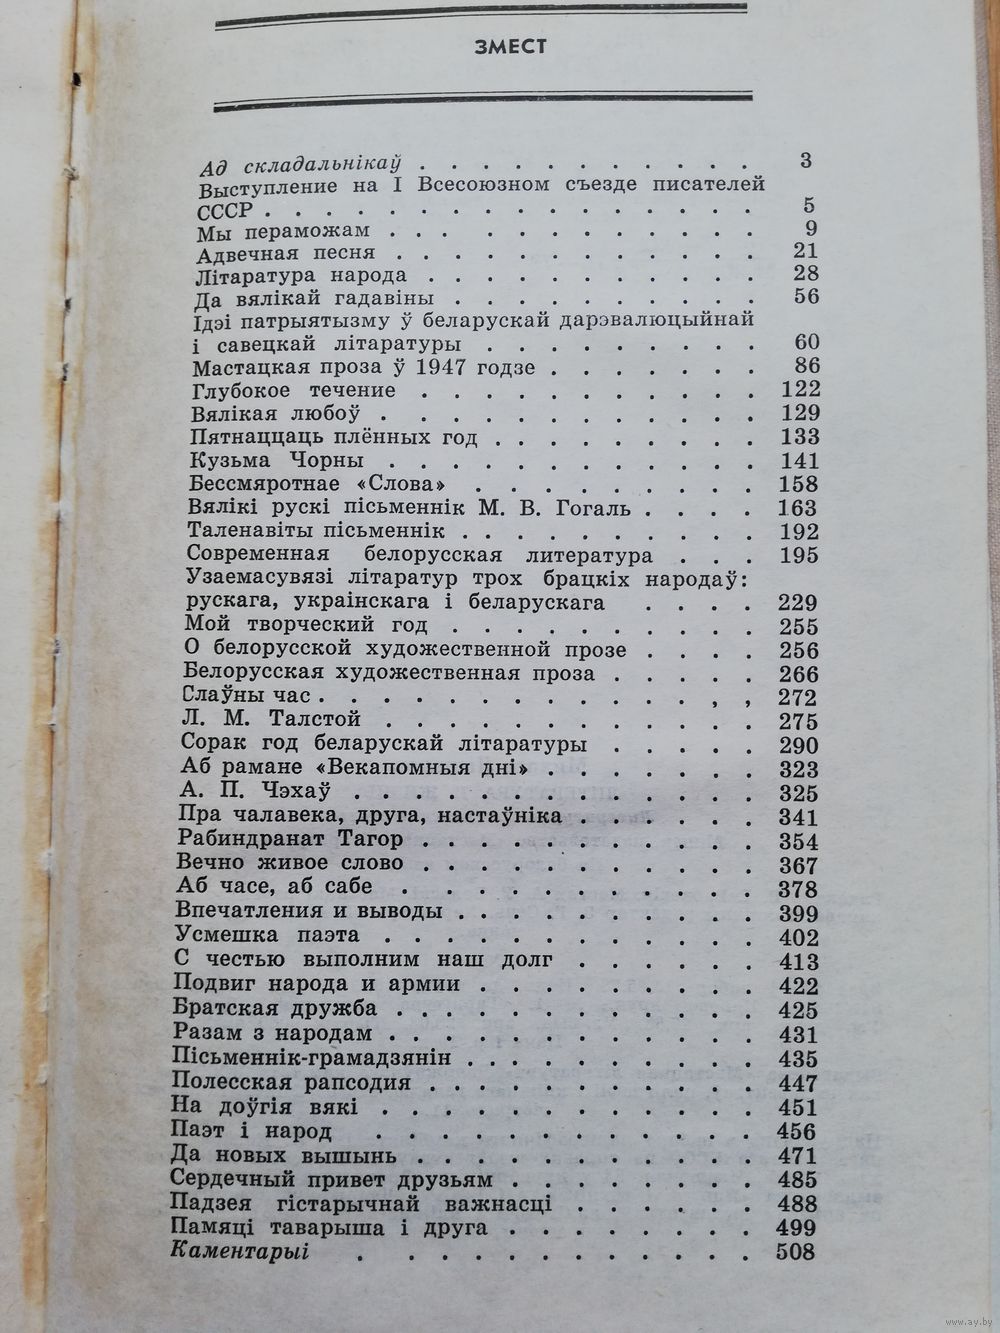 ЗМЕСТ
Ад складальнікаў . . . . . . . . . . . 3
Выступление на I Всесоюзном съезде писателей
СССР . . . . . . . . . . . . . . . 5
Мы пераможам . . . . . . . . . . . . 9
Адвечная песня . . . . . . . . . . . 21
Літаратура народа . . . . . . . . . . 28
Да вялікай гадавіны . . . . . . . . . . 56
Ідэі патрыятызму ў беларускай дарэвалюцыйнай
і савецкай літаратуры . . . . . . . . . 60
Мастацкая проза ў 1947 годзе . . . . . . . 86
Глубокое течение . . . . . . . . . . . 122
Вялікая любоў . . . . . . . . . . . . 129
Пятнаццаць плённых год . . . . . . . . . 133
Кузьма Чорны . . . . . . . . . . . . 141
Бессмяротнае «Слова» . . . . . . . . . 158
Вялікі рускі пісьменнік М. В. Гогаль . . . . 163
Таленавіты пісьменнік . . . . . . . . . . 192
Современная белорусская литература . . . 195
Узаемасувязі літаратур трох брацкіх народаў:
рускага, украінскага і беларускага . . . . 229
Мой творческий год . . . . . . . . . . 255
О белорусской художественной прозе . . . . 256
Белорусская художественная проза . . . . . 266
Слаўны час . . . . . . . . . . . . , , 272
Л. М. Талстой . . . . . . . . . . . . 275
Сорак год беларускай літаратуры . . . . . 290
Аб рамане «Векапомныя дні» . . . . . . . 323
А. П. Чэхаў . . . . . . . . . . . . . 325
Пра чалавека, друга, настаўніка . . . . . . 341
Рабиндранат Тагор . . . . . . . . . . . 354
Вечно живое слово . . . . . . . . . . . 367
Аб часе, аб сабе . . . . . . . . . . . 378
Впечатления и выводы . . . . . . . . . . 399
Усмешка паэта . . . . . . . . . . . . 402
С честью выполним наш долг . . . . . . 413
Подвиг народа и армии . . . . . . . . . 422
Братская дружба . . . . . . . . . . . . 425
Разам з народам . . . . . . . . . . . . 431
Пісьменнік-грамадзянін . . . . . . . . . 435
Полесская рапсодия . . . . . . . . . . . 447
На доўгія вякі . . . . . . . . . . . . 451
Паэт і народ . . . . . . . . . . . . 456
Да новых вышынь . . . . . . . . . . . 471
Сердечный привет друзьям . . . . . . . . 485
Падзея гістарычнай важнасці . . . . . . 488
Памяці таварыша і друга . . . . . . . . 499
Каментарыі . . . . . . . . . . . 508
www.ay.by